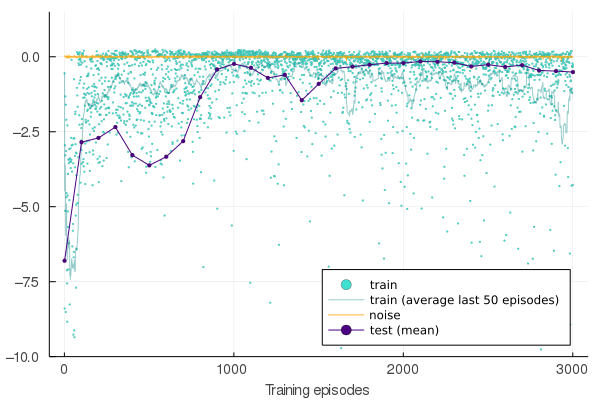 0.0
−2.5
−5.0
−7.5
−10.0
0
1000
2000
3000
Training episodes
train
train (average last 50 episodes)
noise
test (mean)